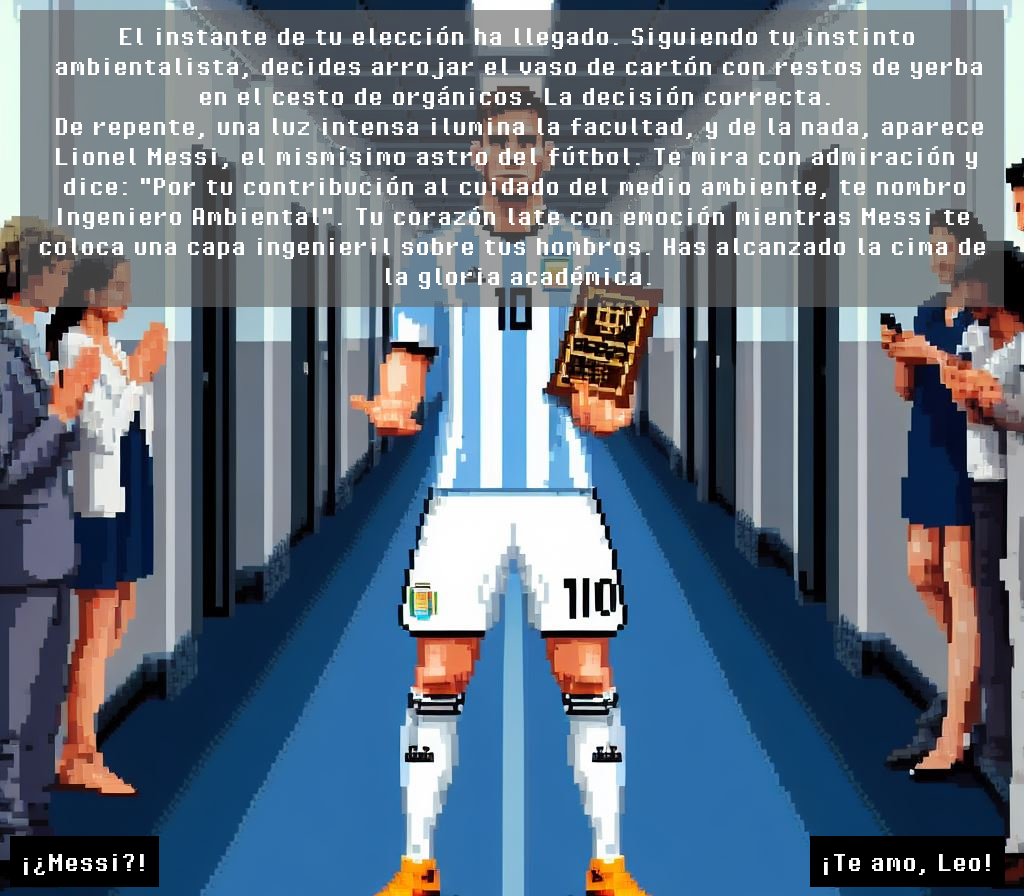 El instante de tu elección ha llegado. Siguiendo tu instinto
ambientalista, decides arrojar el vaso de cartón con restos de yerba
en el cesto de orgánicos. La decisión correcta.
De repente, una luz intensa ilumina la facultad, y de la nada, aparece
Lionel Messi, el mismísimo astro del fútbol. Te mira con admiración y
dice: "Por tu contribución al cuidado del medio ambiente, te nombro
Ingeniero Ambiental". Tu corazón late con emoción mientras Messi te
coloca una capa ingenieril sobre tus hombros. Has alcanzado la cima de
la gloria académica.
10
110
¡¿Messi?!
¡Te amo, Leo!